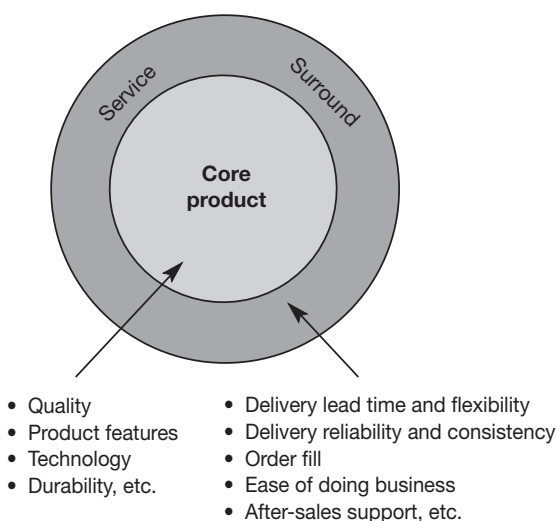 Service
Surround
Core
product
• Quality
• Product features
• Technology
• Durability, etc.
• Delivery lead time and flexibility
• Delivery reliability and consistency
• Order fill
• Ease of doing business
• After-sales support, etc.